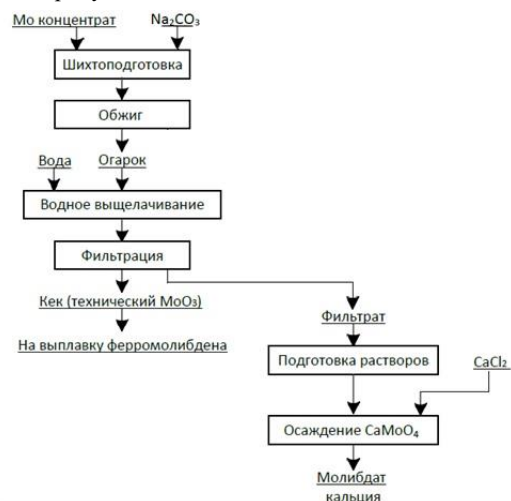 Mo концентрат
Na₂CO₃
Шихтоподготовка
Обжиг
Вода
Огарок
Водное выщелачивание
Фильтрация
Кек (технический MoO₃)
Фильтрат
На выплавку ферромолибдена
Подготовка растворов
CaCl₂
Осаждение CaMoO₄
Молибдат
кальция